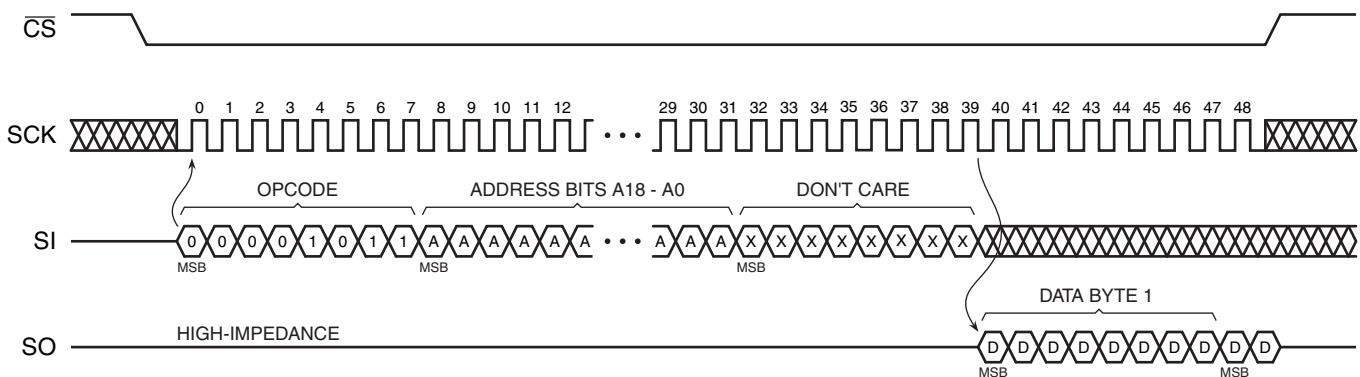 CS
0 1 2 3 4 5 6 7 8 9 10 11 12 29 30 31 32 33 34 35 36 37 38 39 40 41 42 43 44 45 46 47 48
SCK • • •
OPCODE ADDRESS BITS A18 - A0 DON'T CARE
SI 0 0 0 0 1 0 1 1 A A A A A A • • • A A A X X X X X X X X
MSB MSB MSB
DATA BYTE 1
HIGH-IMPEDANCE
SO D D D D D D D D D D
MSB MSB